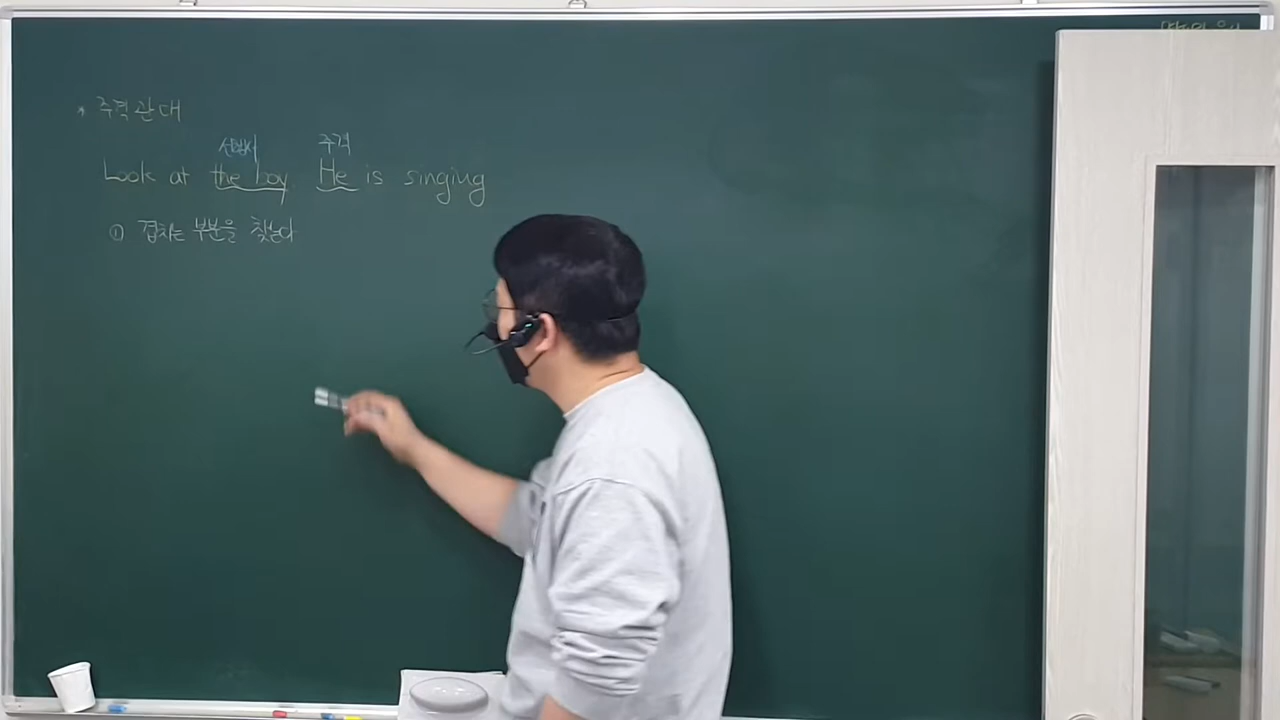 * 주격관대
선행사 주격
Look at the boy. He is singing
① 겹치는 부분을 찾는다